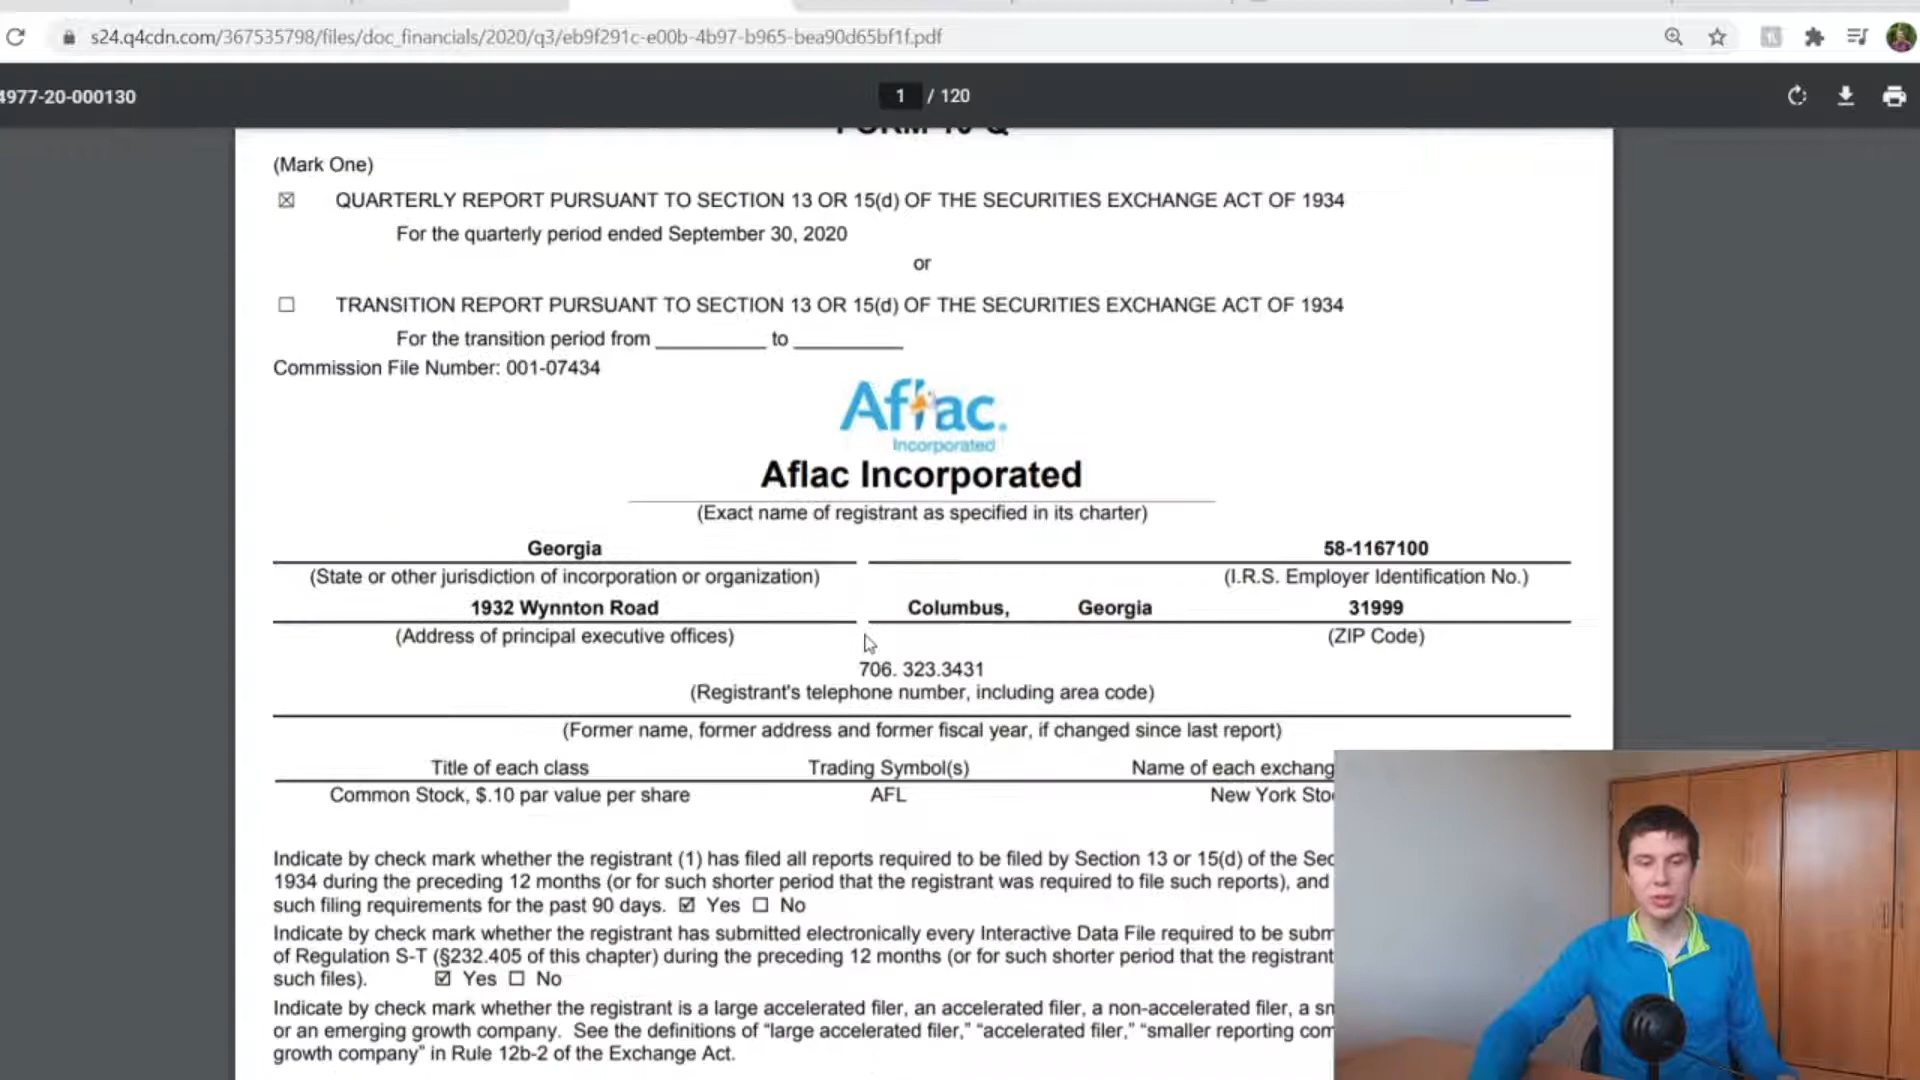 s24.q4cdn.com/367535798/files/doc_financials/2020/q3/eb9f291c-e00b-4b97-b965-bea90d65bf1f.pdf
4977-20-000130
1 / 120
FORM 10-Q
(Mark One)
☒ QUARTERLY REPORT PURSUANT TO SECTION 13 OR 15(d) OF THE SECURITIES EXCHANGE ACT OF 1934
For the quarterly period ended September 30, 2020
or
☐ TRANSITION REPORT PURSUANT TO SECTION 13 OR 15(d) OF THE SECURITIES EXCHANGE ACT OF 1934
For the transition period from __________ to __________
Commission File Number: 001-07434
Aflac.
Incorporated
Aflac Incorporated
(Exact name of registrant as specified in its charter)
Georgia 58-1167100
(State or other jurisdiction of incorporation or organization) (I.R.S. Employer Identification No.)
1932 Wynnton Road Columbus, Georgia 31999
(Address of principal executive offices) (ZIP Code)
706. 323.3431
(Registrant's telephone number, including area code)
(Former name, former address and former fiscal year, if changed since last report)
Title of each class Trading Symbol(s) Name of each exchang
Common Stock, $.10 par value per share AFL New York Sto
Indicate by check mark whether the registrant (1) has filed all reports required to be filed by Section 13 or 15(d) of the Sec
1934 during the preceding 12 months (or for such shorter period that the registrant was required to file such reports), and
such filing requirements for the past 90 days. ☑ Yes ☐ No
Indicate by check mark whether the registrant has submitted electronically every Interactive Data File required to be subm
of Regulation S-T (§232.405 of this chapter) during the preceding 12 months (or for such shorter period that the registrant
such files). ☑ Yes ☐ No
Indicate by check mark whether the registrant is a large accelerated filer, an accelerated filer, a non-accelerated filer, a sm
or an emerging growth company. See the definitions of “large accelerated filer,” “accelerated filer,” “smaller reporting com
growth company” in Rule 12b-2 of the Exchange Act.